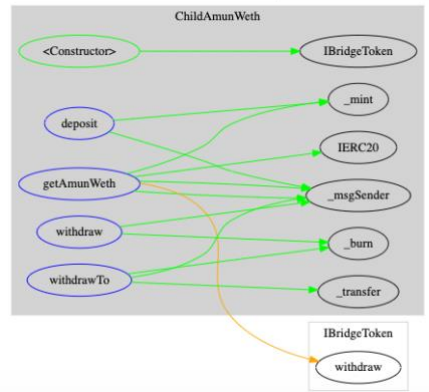 ChildAmunWeth
<Constructor>
IBridgeToken
_mint
deposit
IERC20
getAmunWeth
_msgSender
withdraw
_burn
withdrawTo
_transfer
IBridgeToken
withdraw